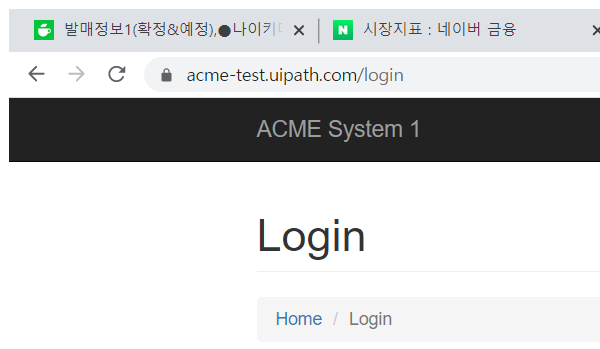 발매정보1(확정&예정),●나이키
시장지표 : 네이버 금융
acme-test.uipath.com/login
ACME System 1
Login
Home / Login